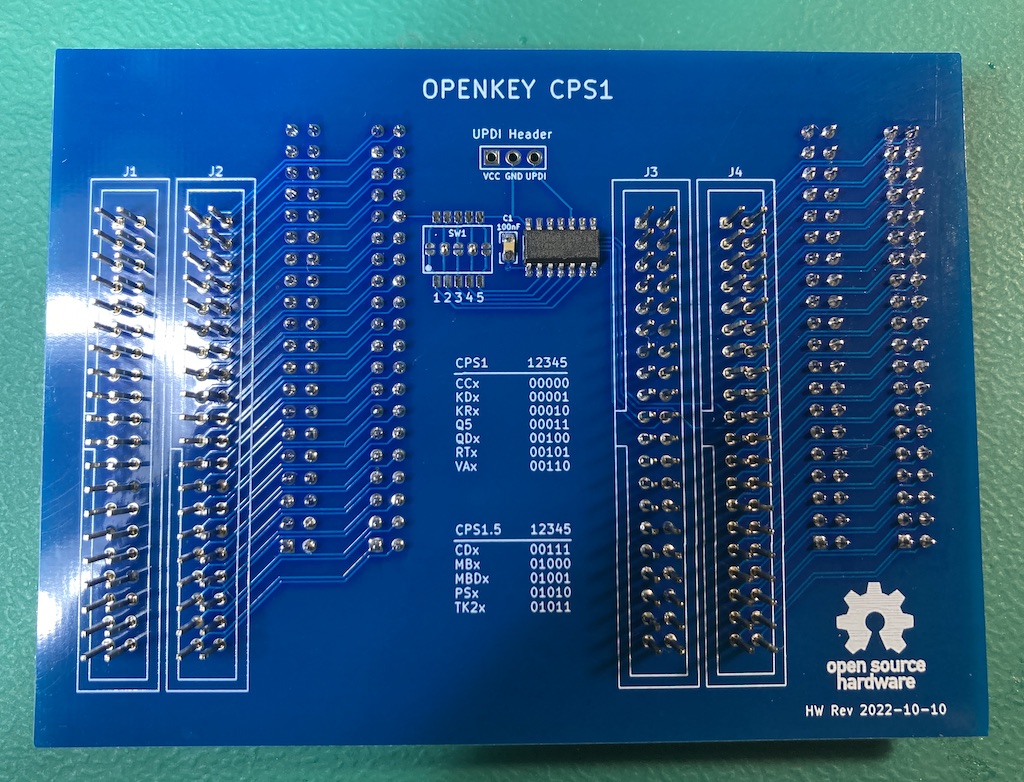 OPENKEY CPS1
UPDI Header
VCC GND UPDI
J1
J2
J3
J4
C1
100nF
SW1
12345
CPS1 12345
CCx 00000
KDx 00001
KRx 00010
Q5 00011
QDx 00100
RTx 00101
VAx 00110
CPS1.5 12345
CDx 00111
MBx 01000
MBDx 01001
PSx 01010
TK2x 01011
open source
hardware
HW Rev 2022-10-10